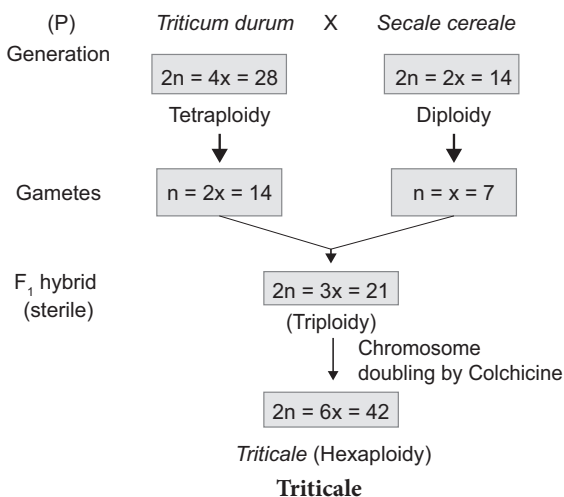 (P)
Generation
Triticum durum X Secale cereale
2n = 4x = 28 2n = 2x = 14
Tetraploidy Diploidy
Gametes n = 2x = 14 n = x = 7
F₁ hybrid
(sterile)
2n = 3x = 21
(Triploidy)
Chromosome
doubling by Colchicine
2n = 6x = 42
Triticale (Hexaploidy)
Triticale